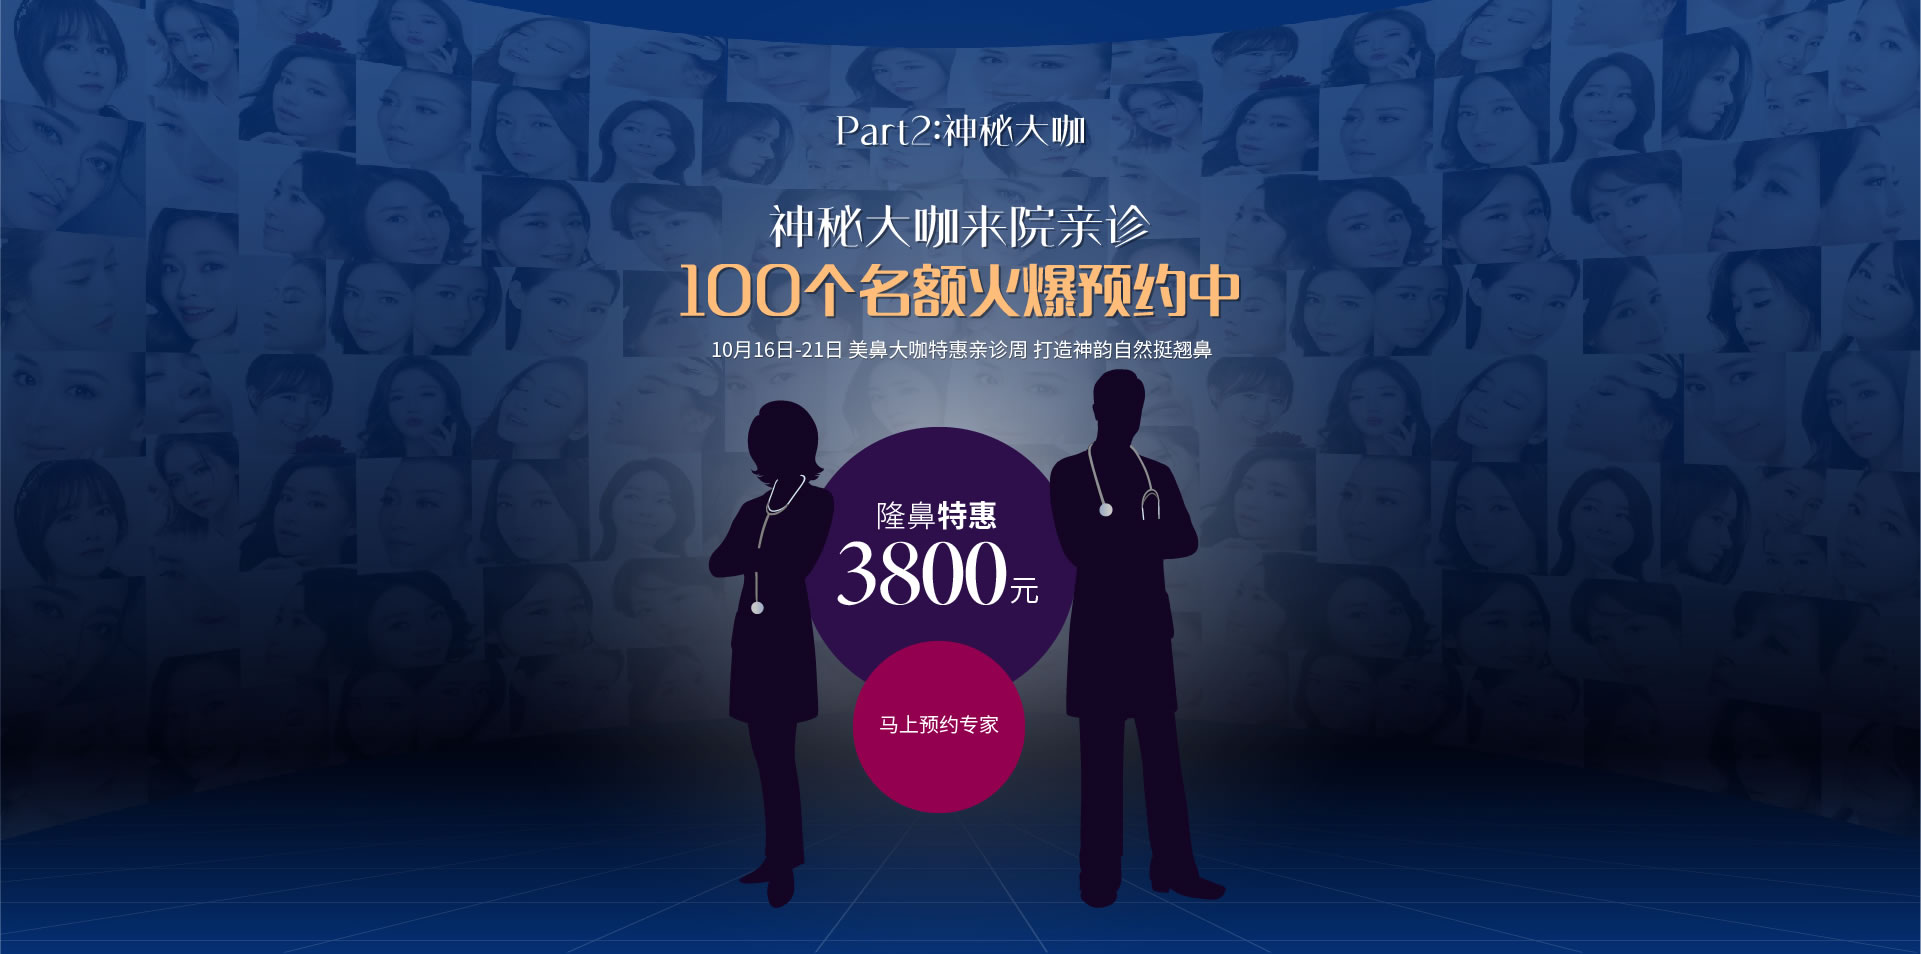 Part2:神秘大咖
神秘大咖来院亲诊
100个名额火爆预约中
10月16日-21日 美鼻大咖特惠亲诊周 打造神韵自然挺翘鼻
隆鼻特惠
3800元
马上预约专家